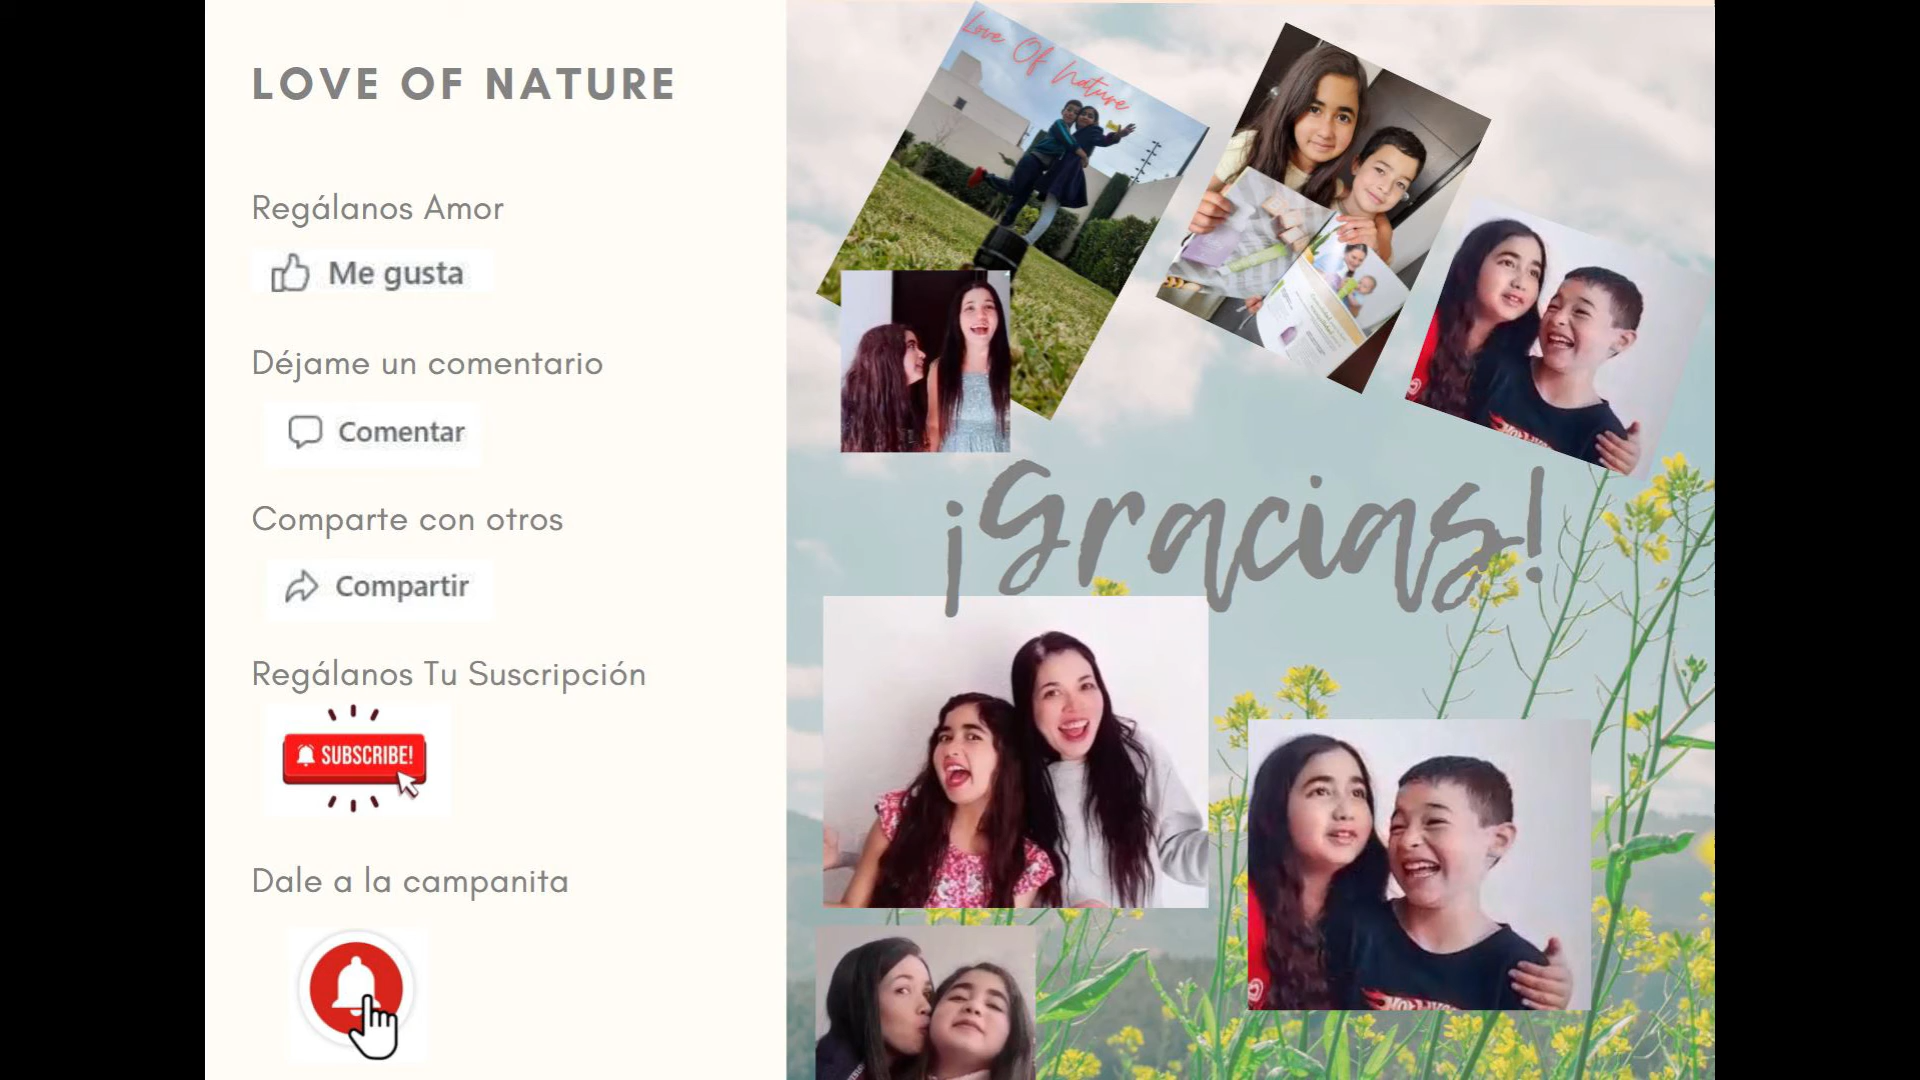 LOVE OF NATURE
Regálanos Amor
Me gusta
Déjame un comentario
Comentar
Comparte con otros
Compartir
Regálanos Tu Suscripción
SUBSCRIBE!
Dale a la campanita
Love Of Nature
¡Gracias!